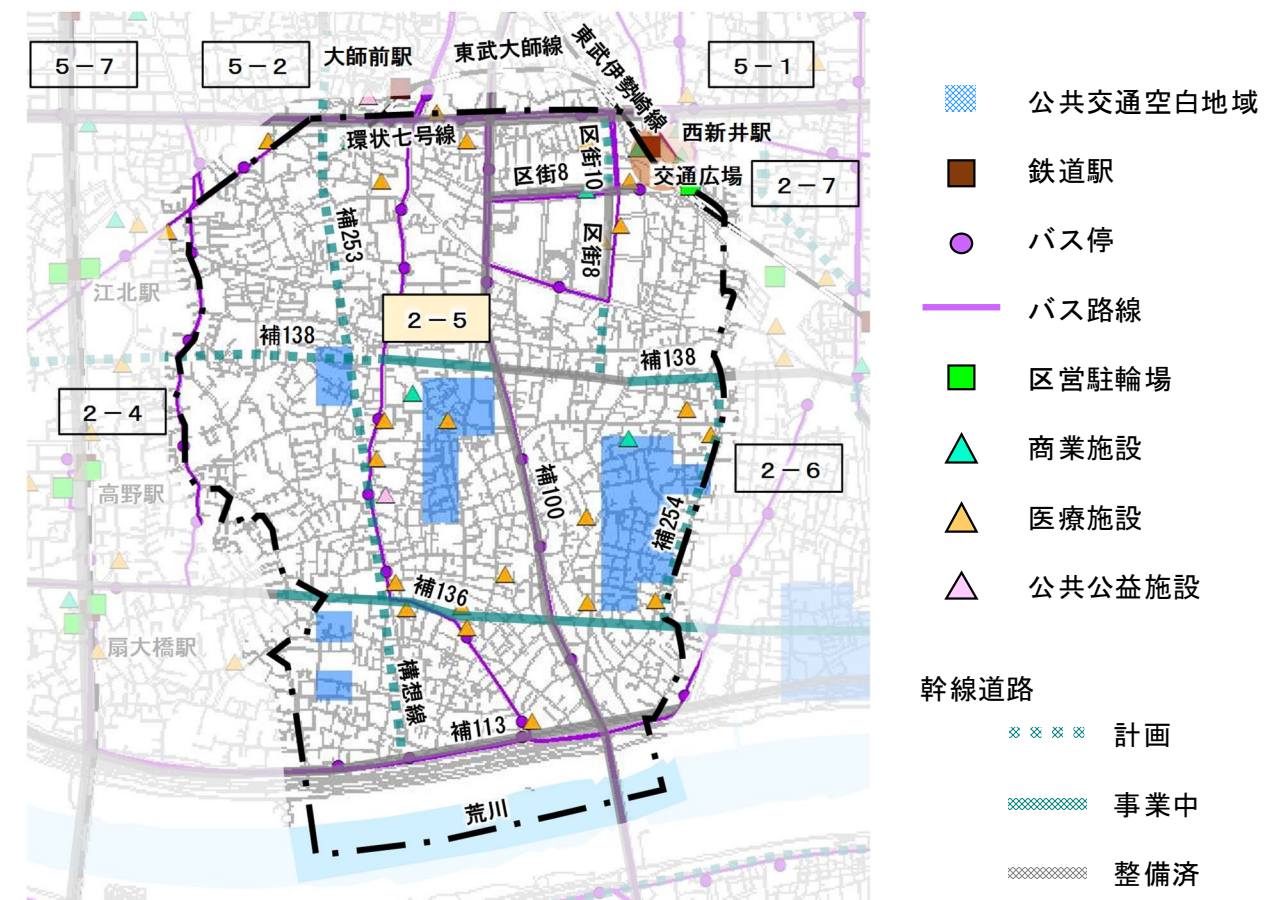 5-7
5-2
大師前駅
東武大師線
東武伊勢崎線
5-1
環状七号線
区街10
西新井駅
区街8
交通広場
2-7
補253
区街8
江北駅
2-5
補138
補138
2-4
2-6
高野駅
補100
補254
補136
扇大橋駅
構想線
補113
荒川
公共交通空白地域
鉄道駅
バス停
バス路線
区営駐輪場
商業施設
医療施設
公共公益施設
幹線道路
計画
事業中
整備済